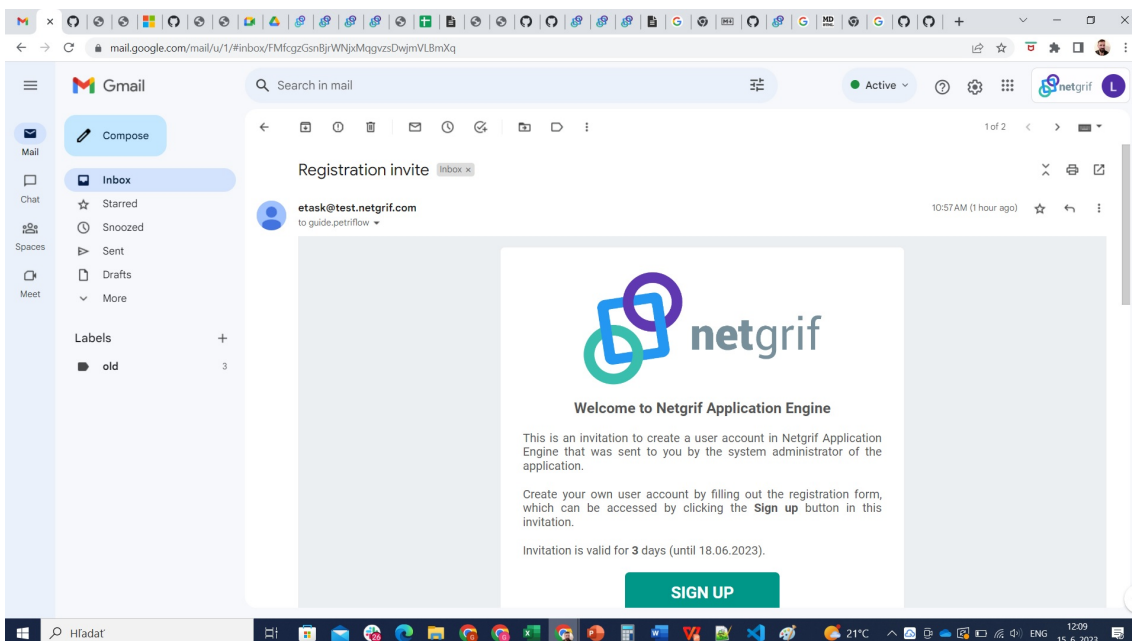 mail.google.com/mail/u/1/#inbox/FMfcgzGsnBjrWNjxMqgvzsDwjmVLBmXq
Gmail
Search in mail
Active
netgrif
L
Mail
Compose
1 of 2
Inbox
Registration invite Inbox x
Chat
Starred
etask@test.netgrif.com
10:57 AM (1 hour ago)
to guide.petriflow
Snoozed
Spaces
Sent
Drafts
Meet
More
Labels
old 3
netgrif
Welcome to Netgrif Application Engine
This is an invitation to create a user account in Netgrif Application
Engine that was sent to you by the system administrator of the
application.
Create your own user account by filling out the registration form,
which can be accessed by clicking the Sign up button in this
invitation.
Invitation is valid for 3 days (until 18.06.2023).
SIGN UP
Hľadať
21°C
ENG
12:09
15. 6. 2023